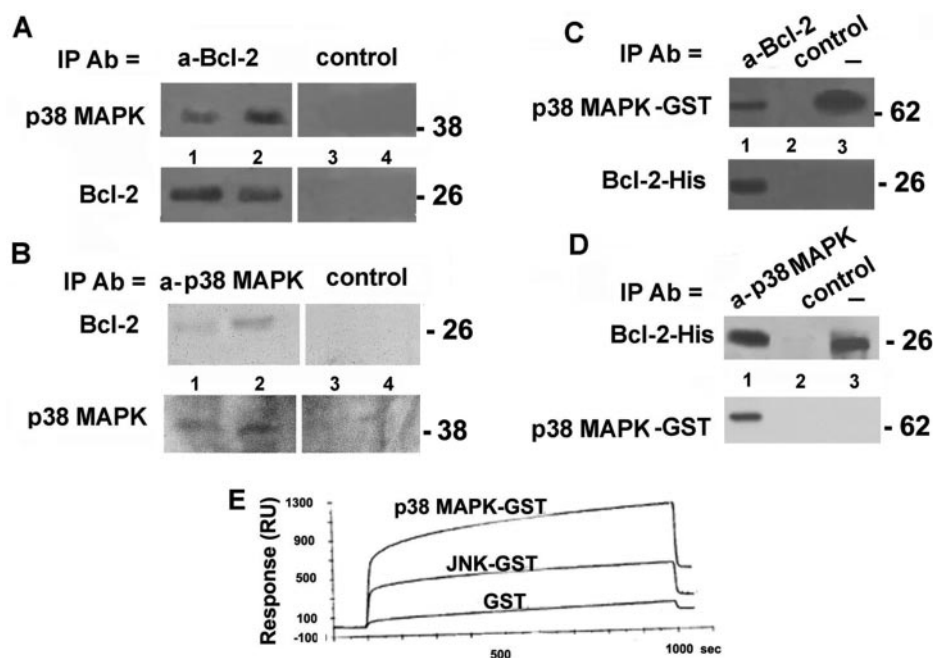 A
IP Ab = a-Bcl-2 control
p38 MAPK - 38
1 2 3 4
Bcl-2 - 26
B
IP Ab = a-p38 MAPK control
Bcl-2 - 26
1 2 3 4
p38 MAPK - 38
C
IP Ab = a-Bcl-2 control –
p38 MAPK-GST - 62
1 2 3
Bcl-2-His - 26
D
IP Ab = a-p38 MAPK control –
Bcl-2-His - 26
1 2 3
p38 MAPK-GST - 62
E
Response (RU)
1300
900
500
100
-100
p38 MAPK-GST
JNK-GST
GST
500 1000 sec